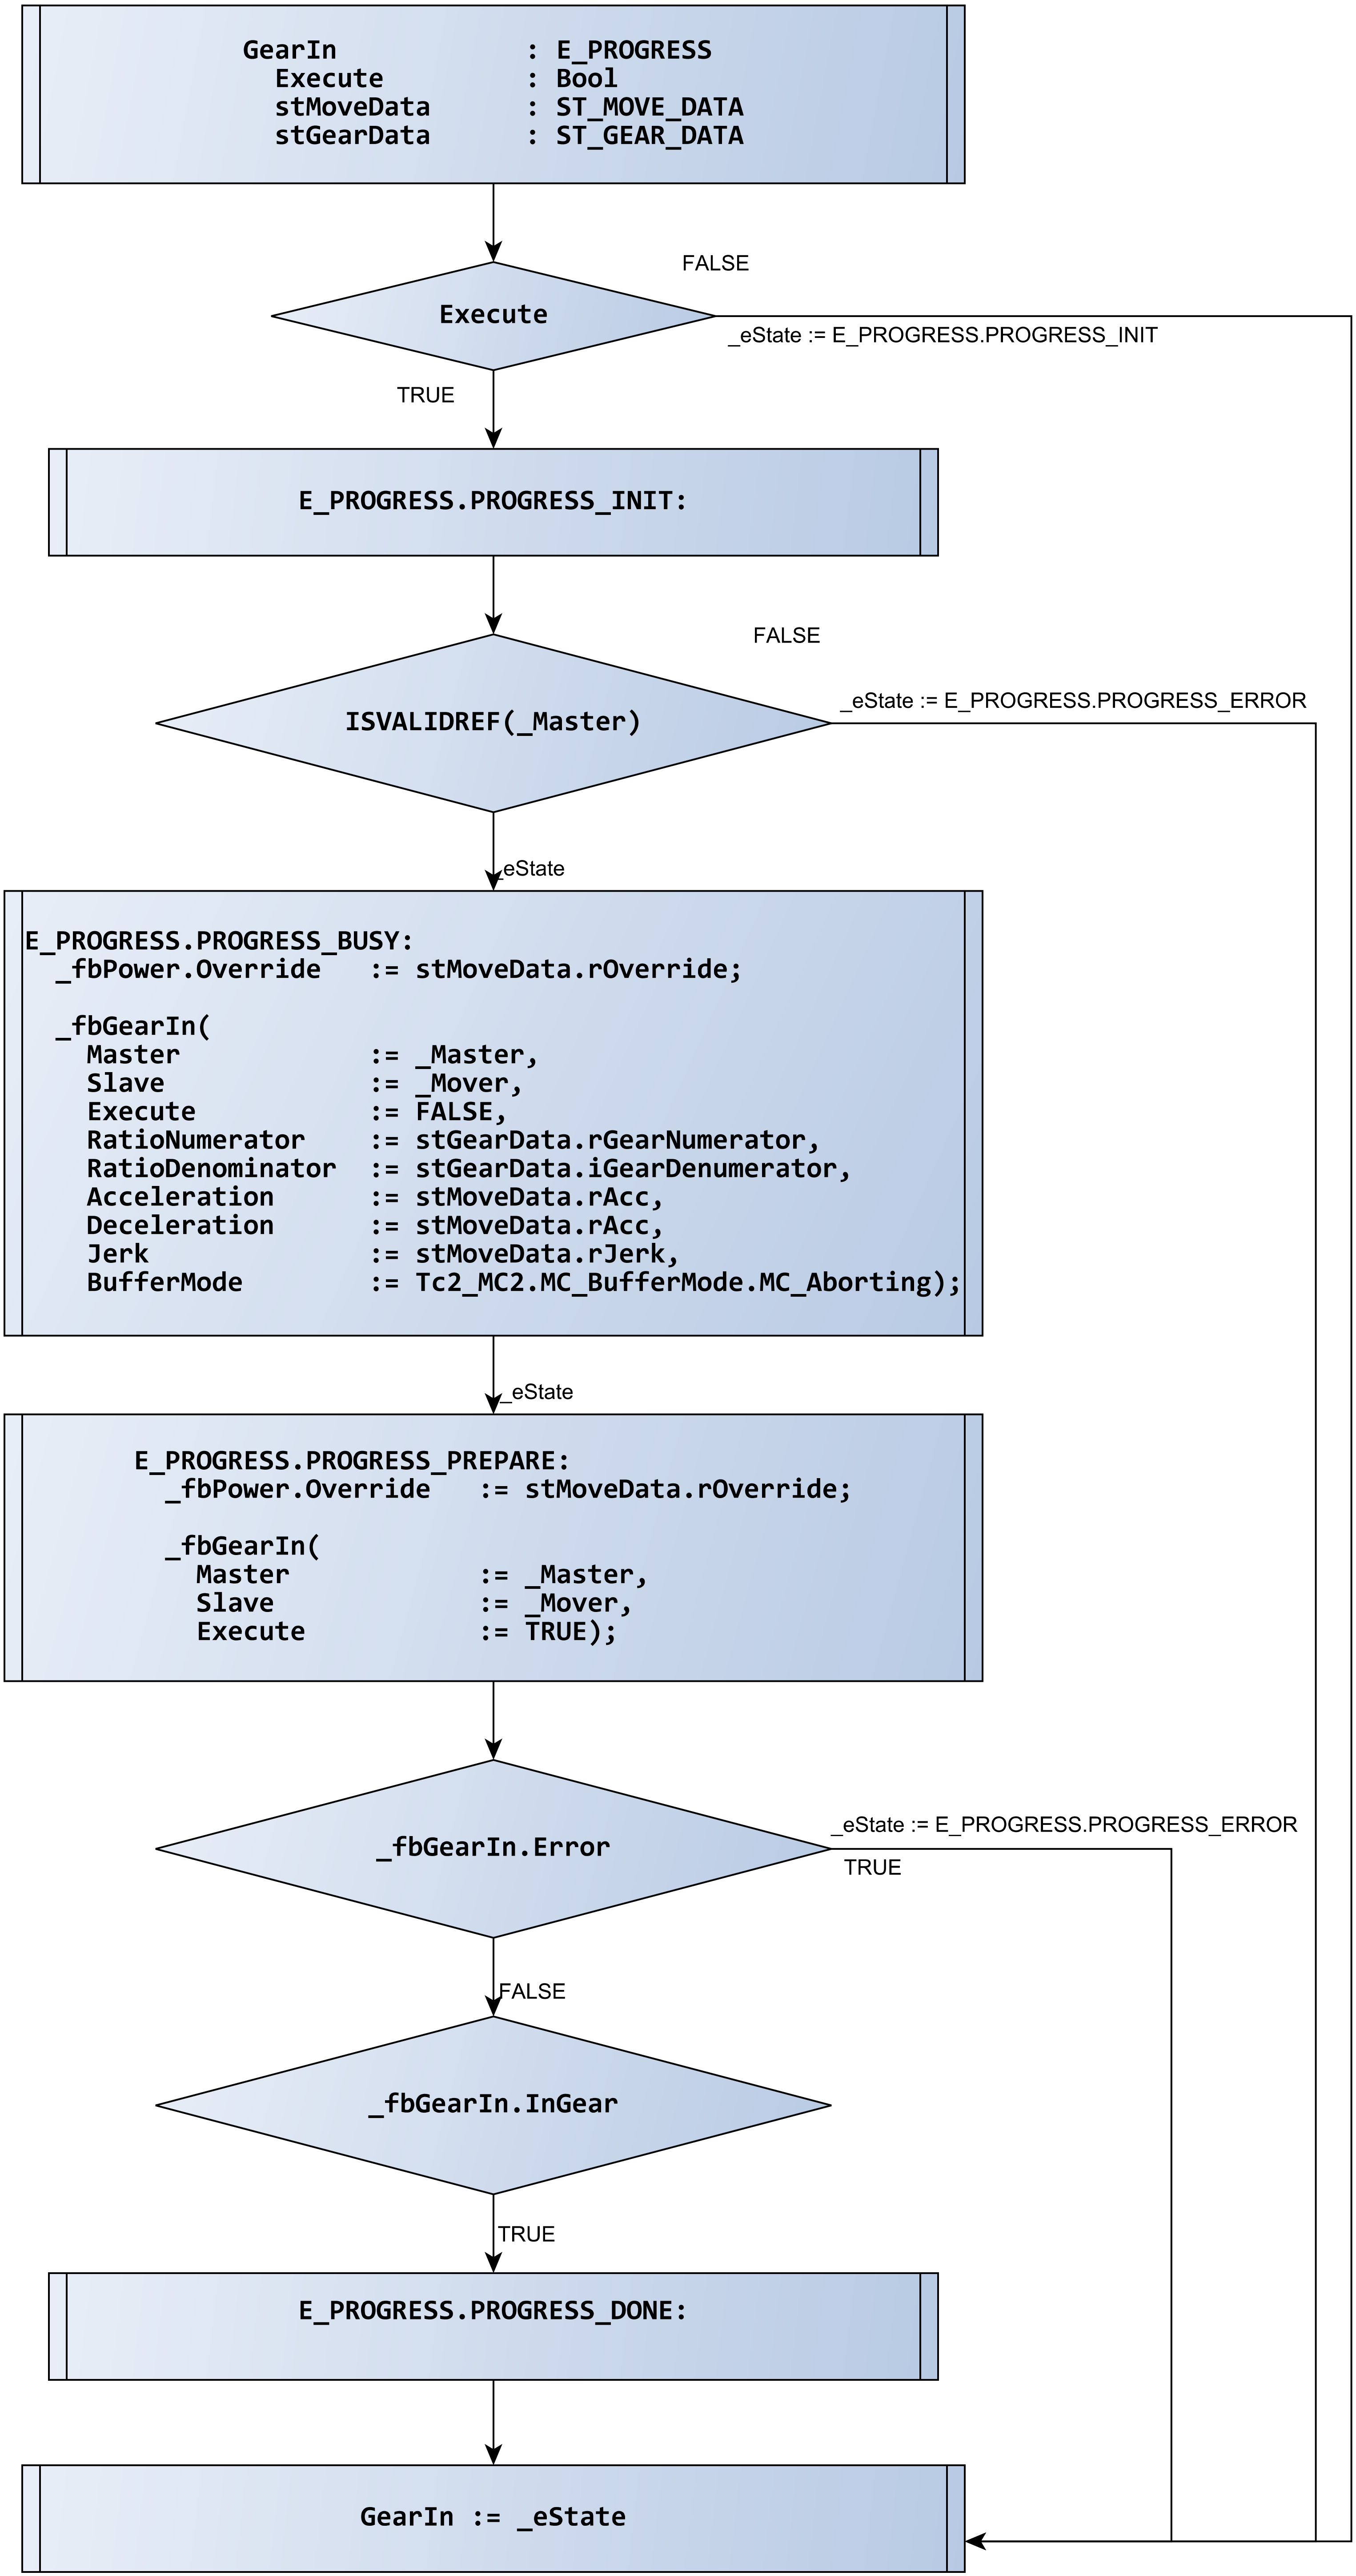 GearIn            : E_PROGRESS
  Execute         : Bool
  stMoveData      : ST_MOVE_DATA
  stGearData      : ST_GEAR_DATA
FALSE
Execute
_eState := E_PROGRESS.PROGRESS_INIT
TRUE
E_PROGRESS.PROGRESS_INIT:
FALSE
_eState := E_PROGRESS.PROGRESS_ERROR
ISVALIDREF(_Master)
_eState
E_PROGRESS.PROGRESS_BUSY:
  _fbPower.Override   := stMoveData.rOverride;
  _fbGearIn(
    Master            := _Master,
    Slave             := _Mover,
    Execute           := FALSE,
    RatioNumerator    := stGearData.rGearNumerator,
    RatioDenominator  := stGearData.iGearDenumerator,
    Acceleration      := stMoveData.rAcc,
    Deceleration      := stMoveData.rAcc,
    Jerk              := stMoveData.rJerk,
    BufferMode        := Tc2_MC2.MC_BufferMode.MC_Aborting);
_eState
E_PROGRESS.PROGRESS_PREPARE:
  _fbPower.Override   := stMoveData.rOverride;
  _fbGearIn(
    Master            := _Master,
    Slave             := _Mover,
    Execute           := TRUE);
_eState := E_PROGRESS.PROGRESS_ERROR
_fbGearIn.Error
TRUE
FALSE
_fbGearIn.InGear
TRUE
E_PROGRESS.PROGRESS_DONE:
GearIn := _eState